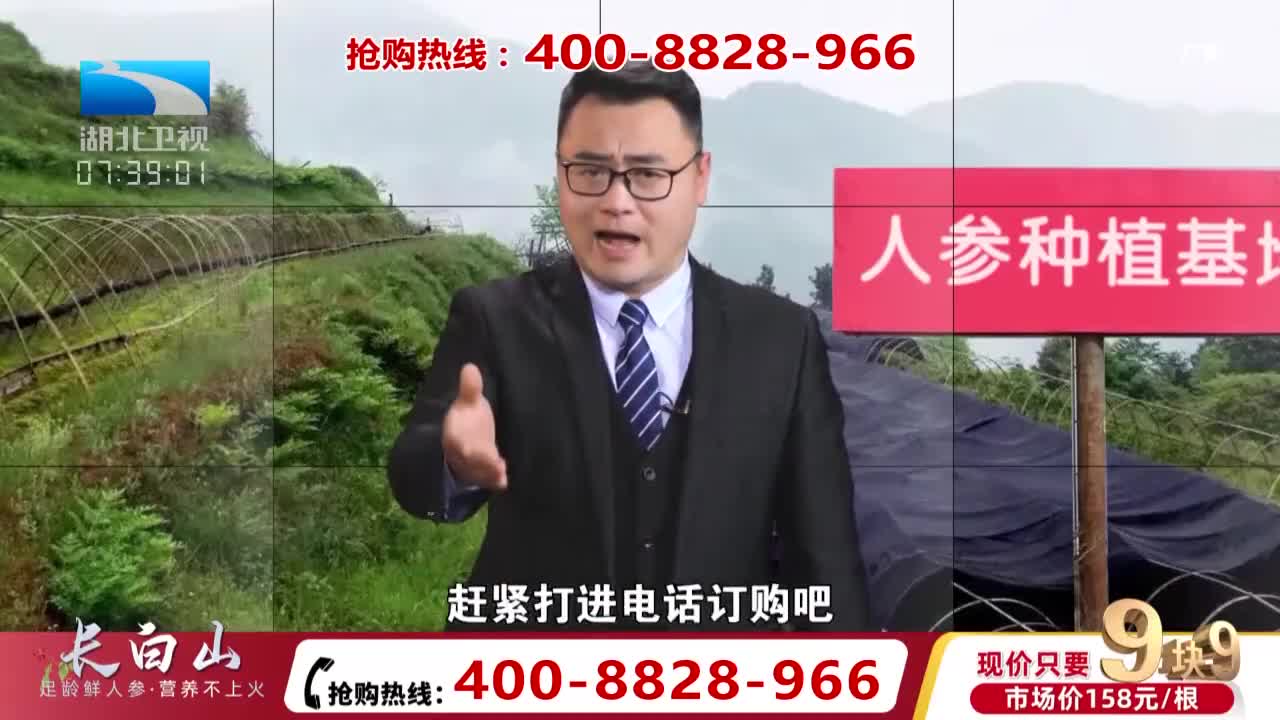 抢购热线：400-8828-966
湖北卫视
07:39:01
广告
人参种植基地
赶紧打进电话订购吧
长白山
足龄鲜人参·营养不上火
抢购热线：400-8828-966
现价只要9块9
市场价158元/根